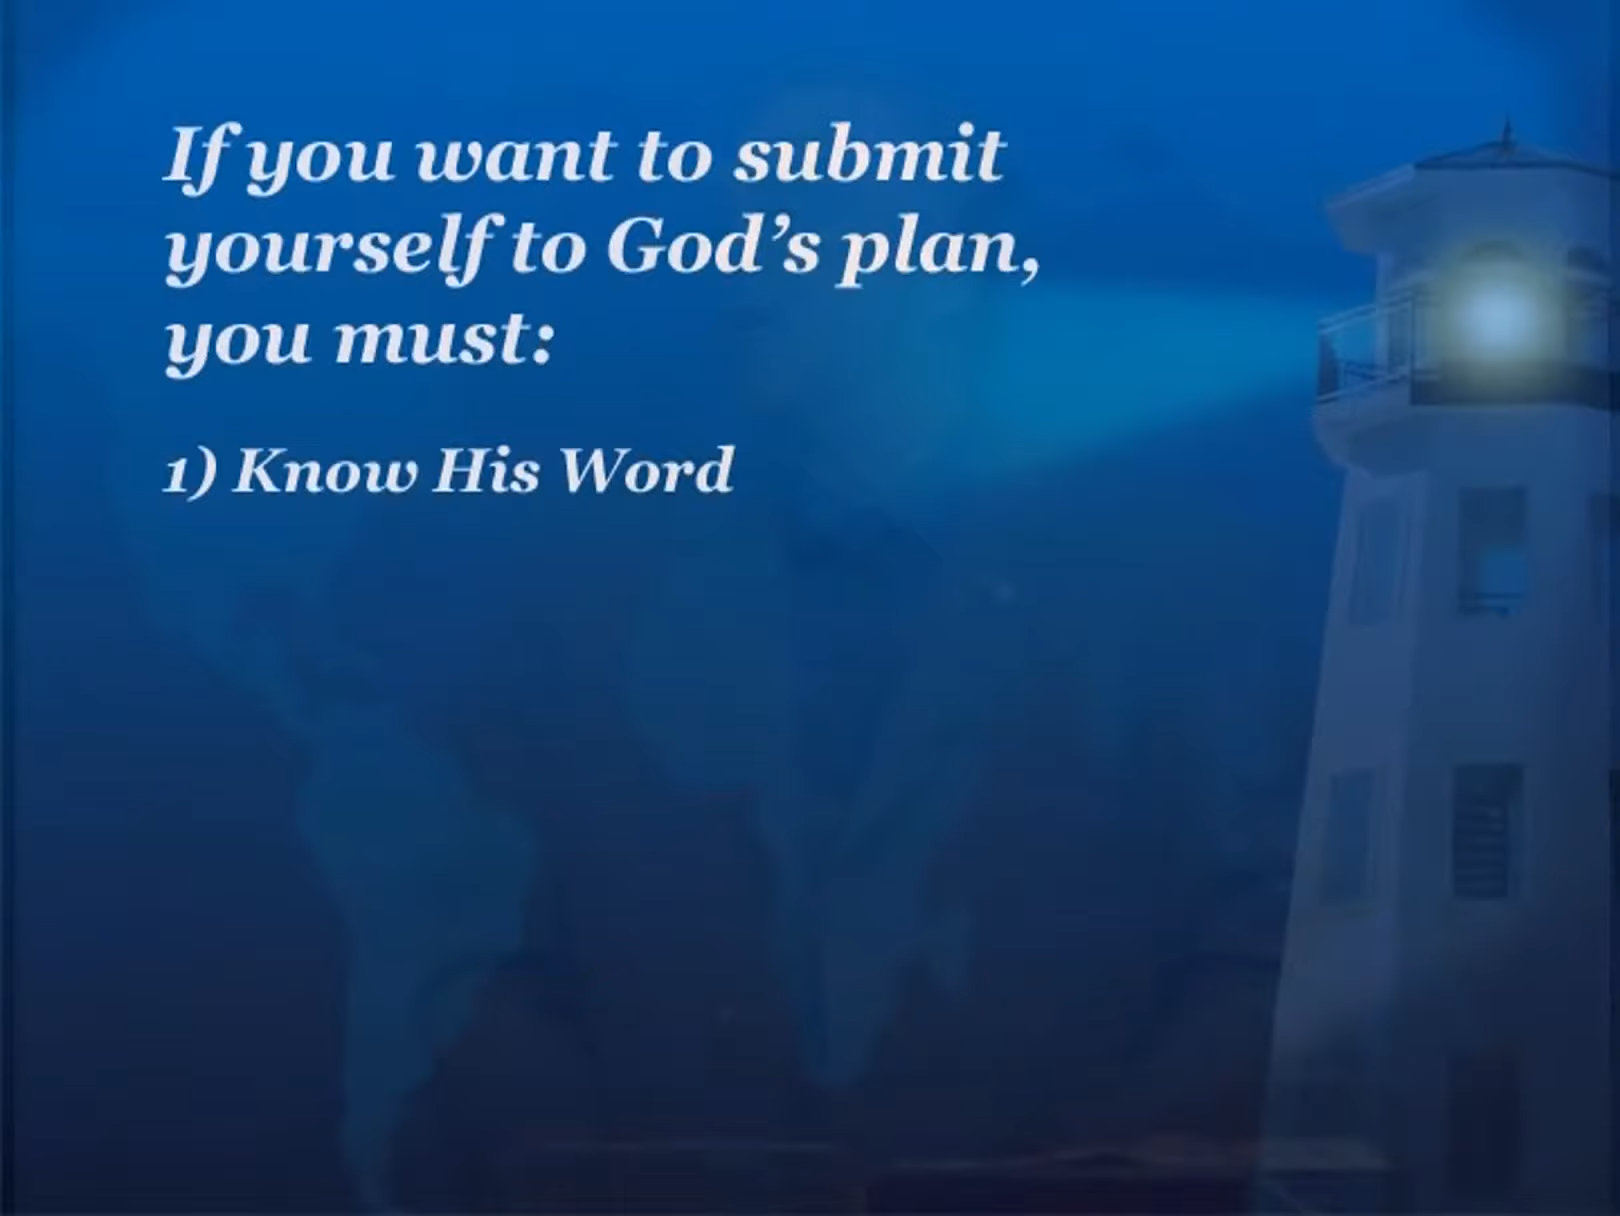 If you want to submit
yourself to God’s plan,
you must:
1) Know His Word